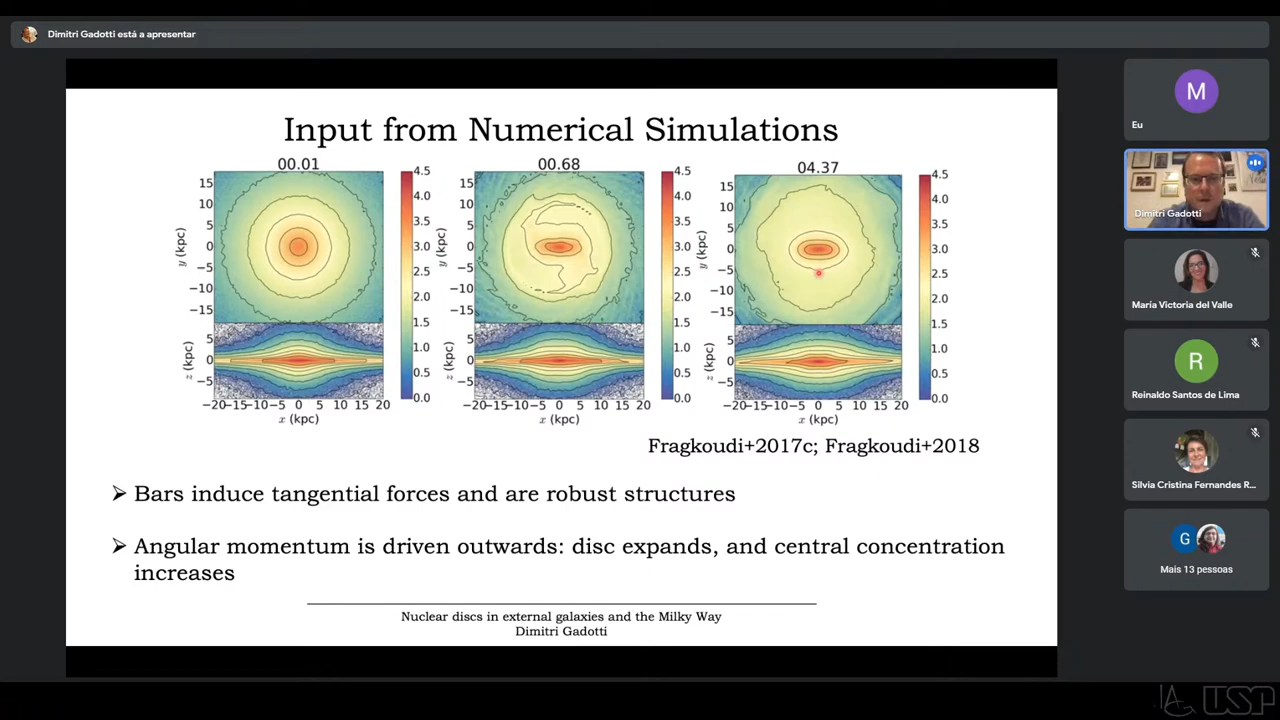 Dimitri Gadotti está a apresentar
Input from Numerical Simulations
00.01
00.68
04.37
15
10
5
0
−5
−10
−15
y (kpc)
5
0
−5
z (kpc)
−20−15−10 −5 0 5 10 15 20
x (kpc)
4.5
4.0
3.5
3.0
2.5
2.0
1.5
1.0
0.5
0.0
15
10
5
0
−5
−10
−15
y (kpc)
5
0
−5
z (kpc)
−20−15−10 −5 0 5 10 15 20
x (kpc)
4.5
4.0
3.5
3.0
2.5
2.0
1.5
1.0
0.5
0.0
15
10
5
0
−5
−10
−15
y (kpc)
5
0
−5
z (kpc)
−20−15−10 −5 0 5 10 15 20
x (kpc)
4.5
4.0
3.5
3.0
2.5
2.0
1.5
1.0
0.5
0.0
Fragkoudi+2017c; Fragkoudi+2018
➢ Bars induce tangential forces and are robust structures
➢ Angular momentum is driven outwards: disc expands, and central concentration
increases
Nuclear discs in external galaxies and the Milky Way
Dimitri Gadotti
M
Eu
Dimitri Gadotti
María Victoria del Valle
R
Reinaldo Santos de Lima
Silvia Cristina Fernandes R...
G
Mais 13 pessoas
USP